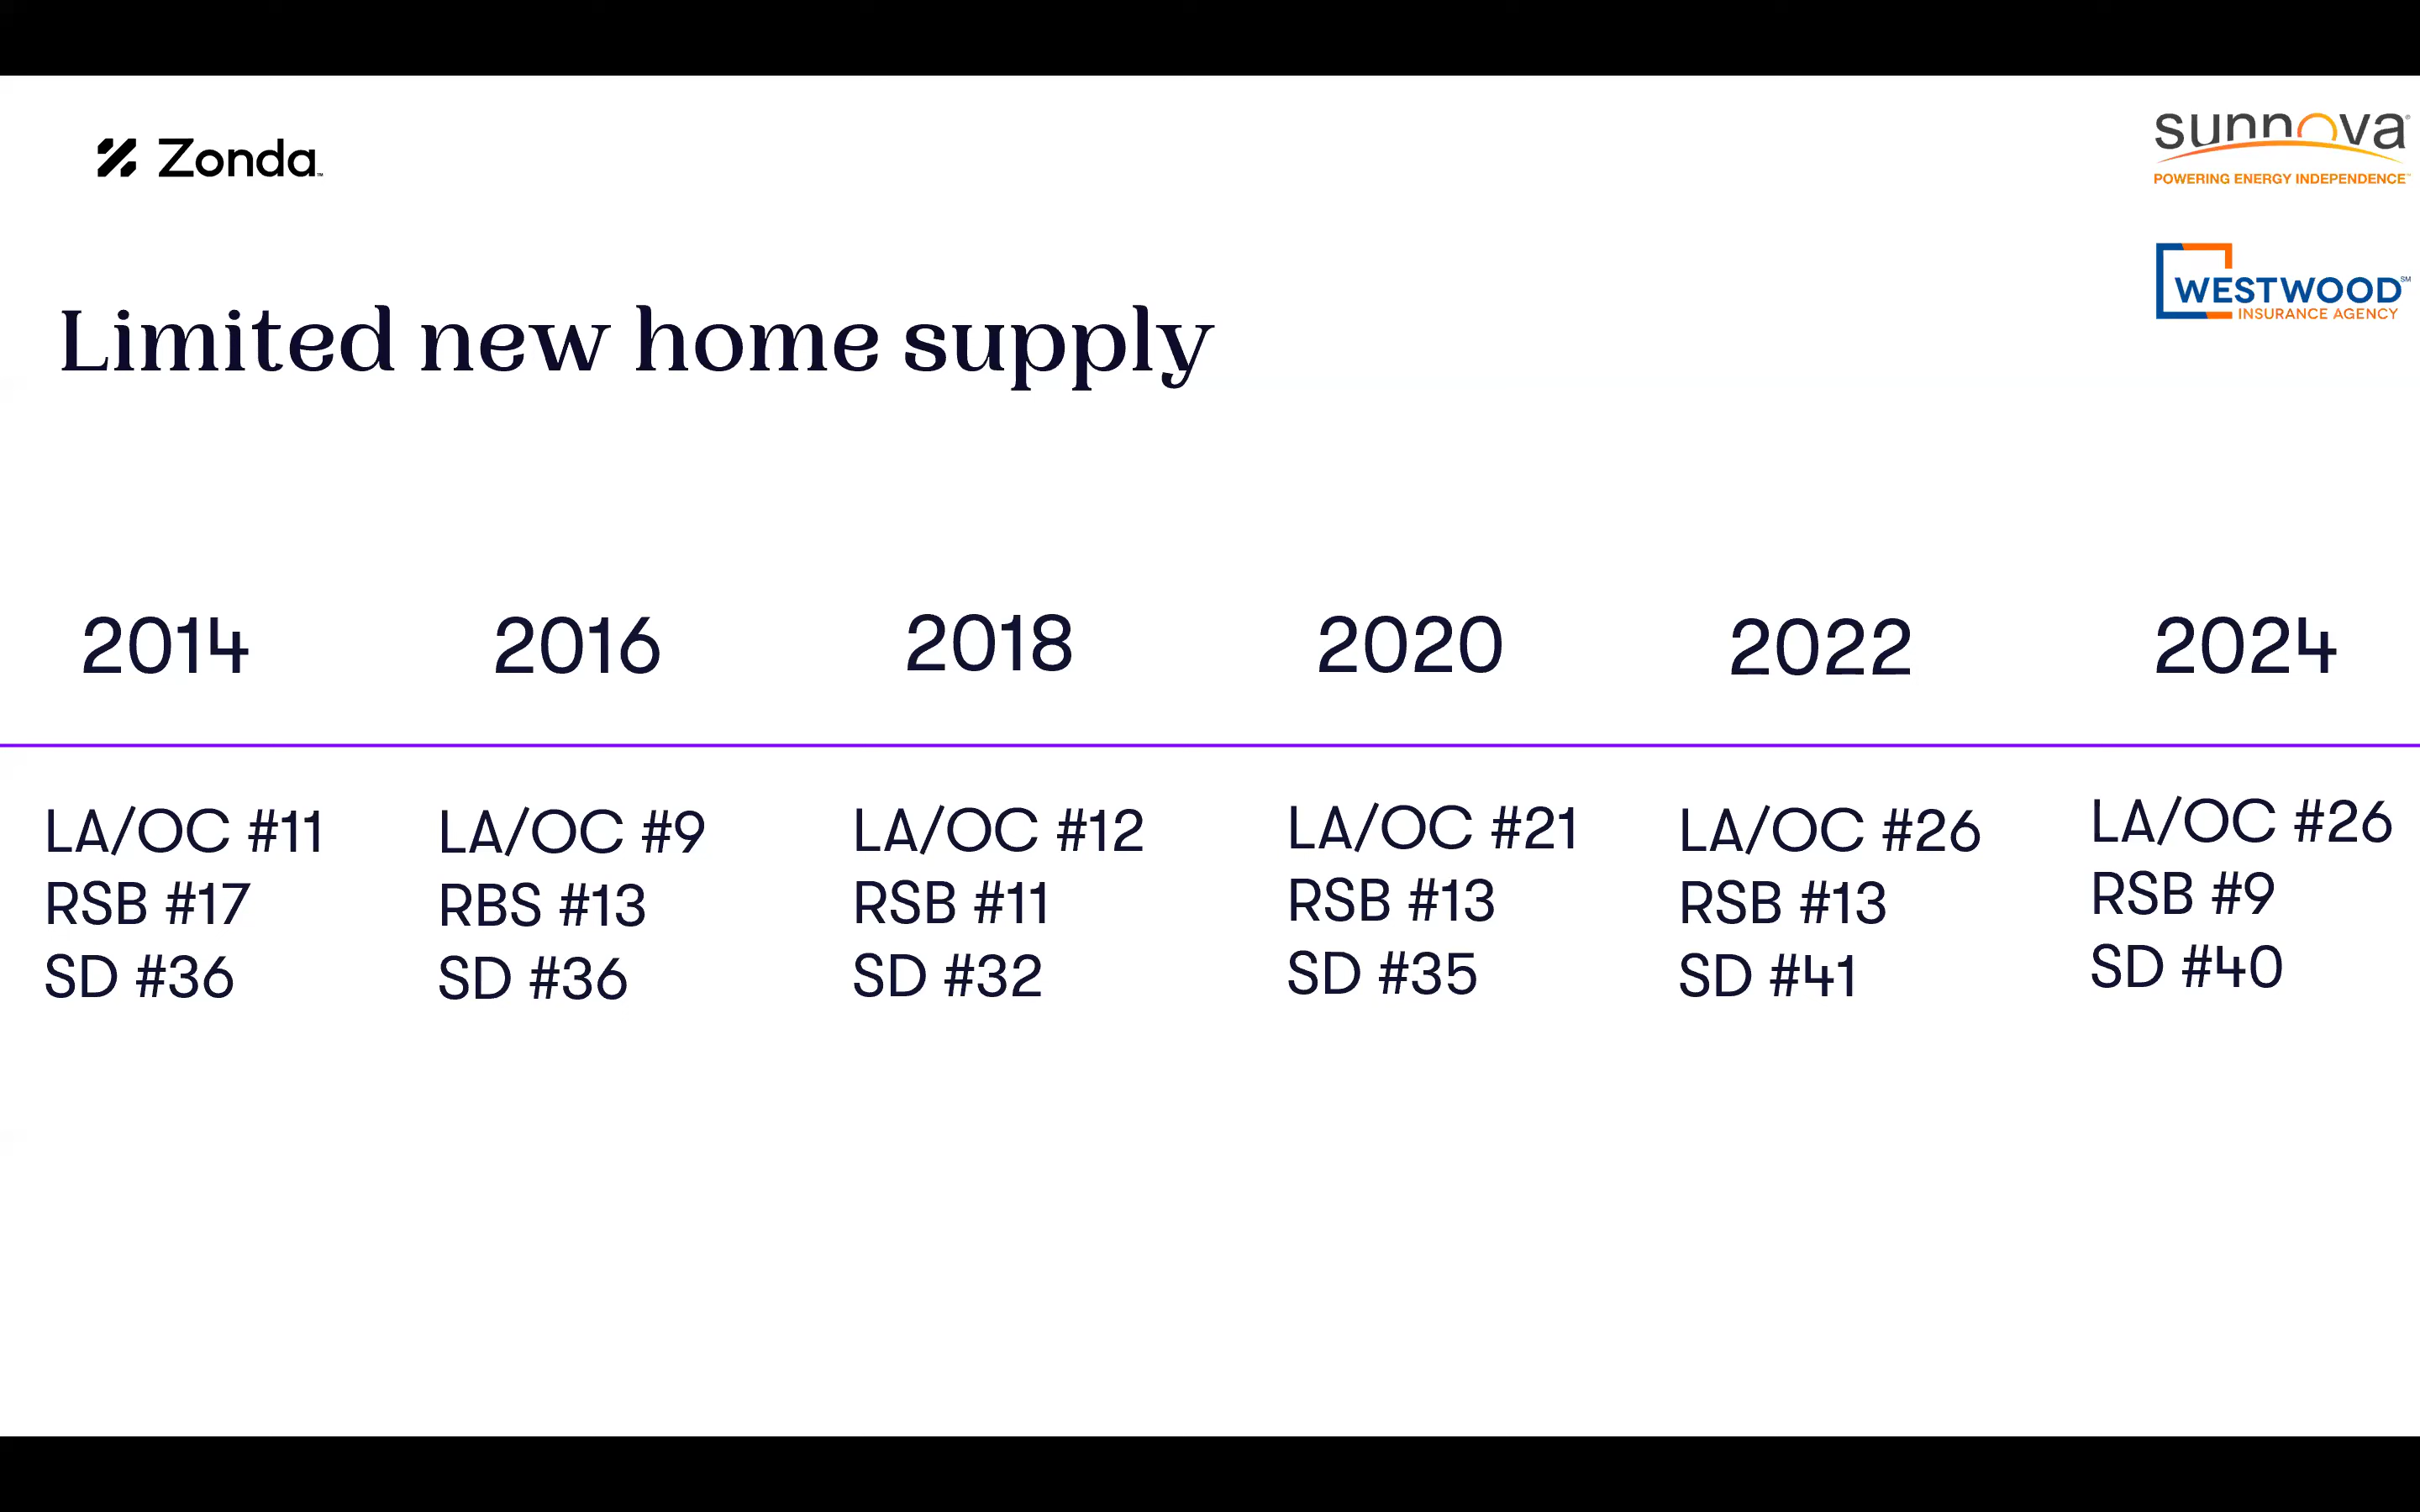 Zonda™
sunnova®
POWERING ENERGY INDEPENDENCE™
WESTWOOD℠
INSURANCE AGENCY
Limited new home supply
2014 2016 2018 2020 2022 2024
LA/OC #11 LA/OC #9 LA/OC #12 LA/OC #21 LA/OC #26 LA/OC #26
RSB #17 RBS #13 RSB #11 RSB #13 RSB #13 RSB #9
SD #36 SD #36 SD #32 SD #35 SD #41 SD #40